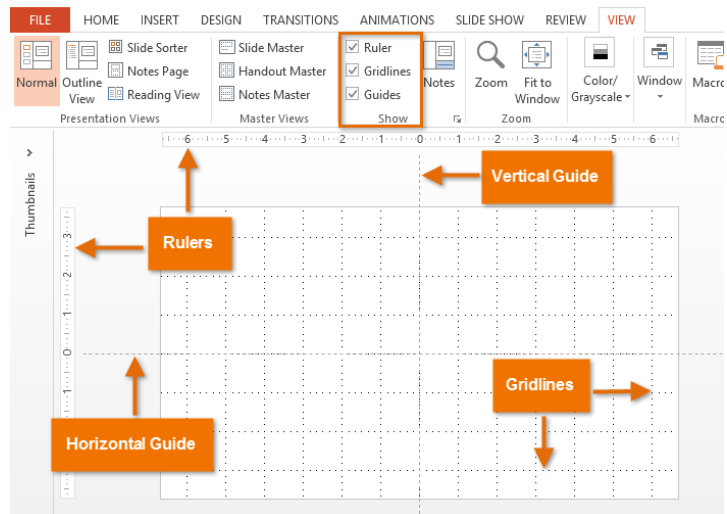 FILE HOME INSERT DESIGN TRANSITIONS ANIMATIONS SLIDE SHOW REVIEW VIEW
Normal
Outline
View
Slide Sorter
Notes Page
Reading View
Presentation Views
Slide Master
Handout Master
Notes Master
Master Views
Ruler
Gridlines
Guides
Show
Notes
Zoom
Fit to
Window
Zoom
Color/
Grayscale
Window
Macro
Macro
Thumbnails
6 5 4 3 2 1 0 1 2 3 4 5 6
Vertical Guide
Rulers
3
2
1
0
1
Gridlines
Horizontal Guide